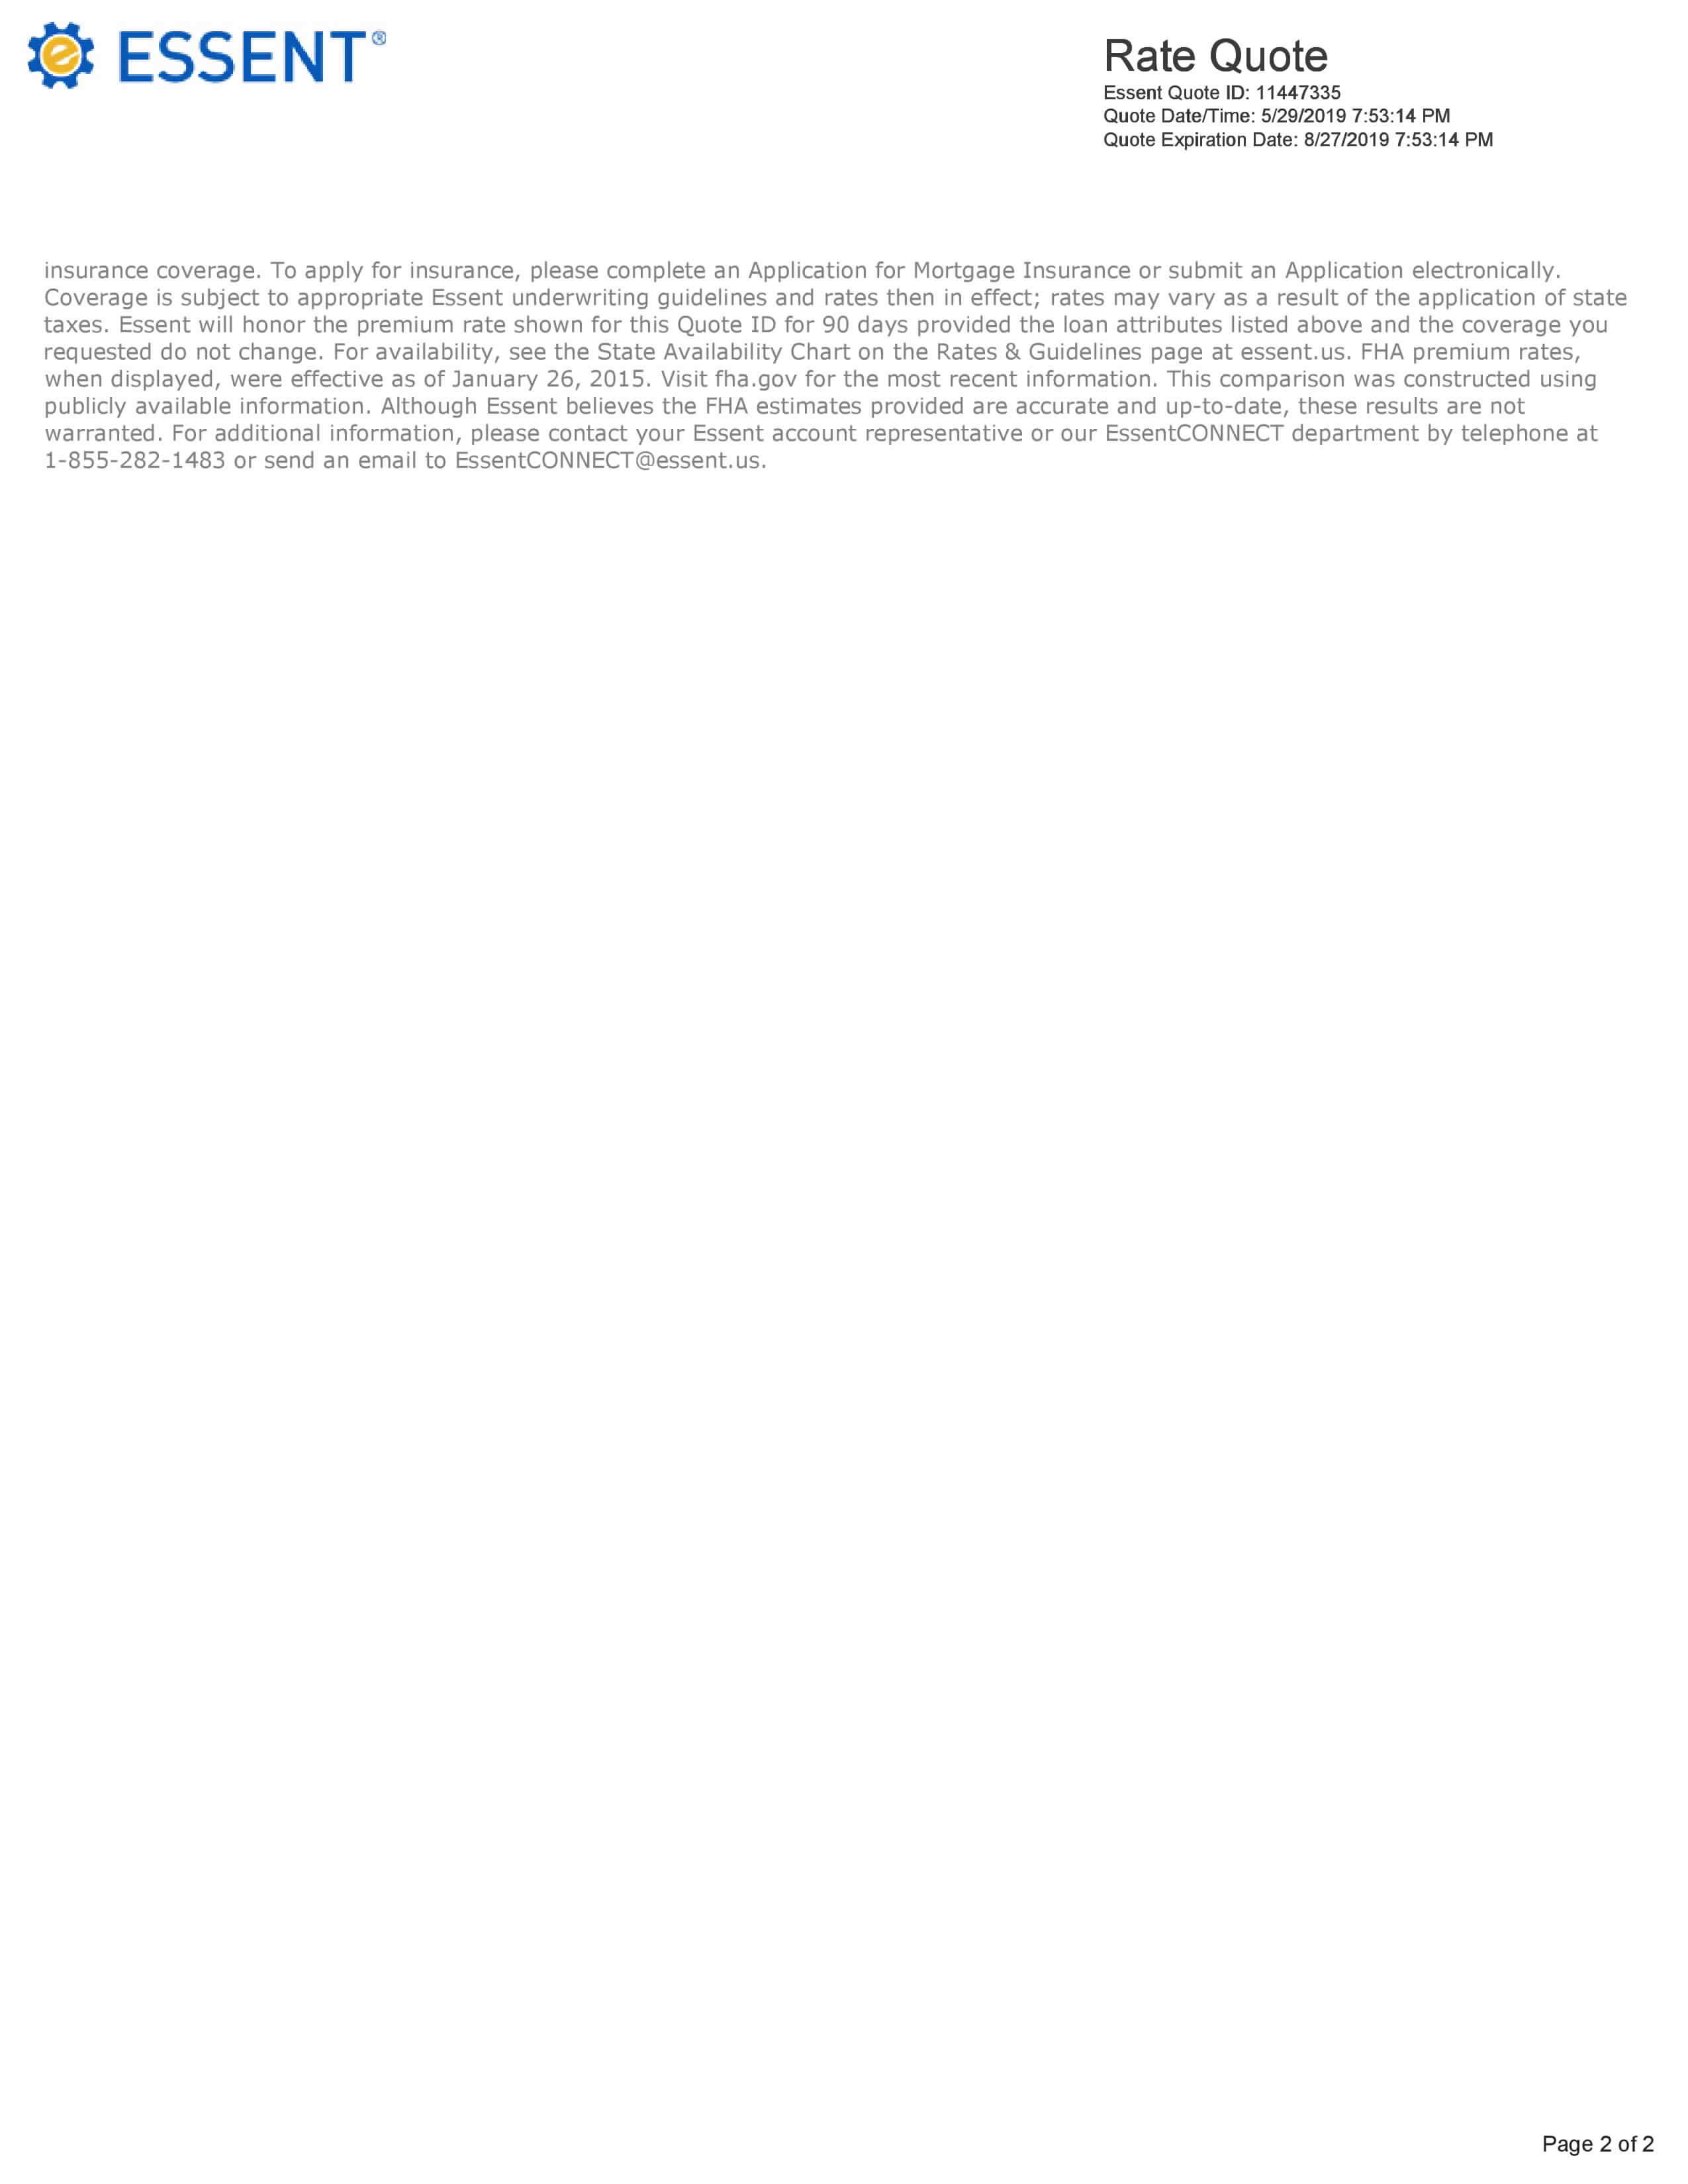 ESSENT®
Rate Quote
Essent Quote ID: 11447335
Quote Date/Time: 5/29/2019 7:53:14 PM
Quote Expiration Date: 8/27/2019 7:53:14 PM
insurance coverage. To apply for insurance, please complete an Application for Mortgage Insurance or submit an Application electronically.
Coverage is subject to appropriate Essent underwriting guidelines and rates then in effect; rates may vary as a result of the application of state
taxes. Essent will honor the premium rate shown for this Quote ID for 90 days provided the loan attributes listed above and the coverage you
requested do not change. For availability, see the State Availability Chart on the Rates & Guidelines page at essent.us. FHA premium rates,
when displayed, were effective as of January 26, 2015. Visit fha.gov for the most recent information. This comparison was constructed using
publicly available information. Although Essent believes the FHA estimates provided are accurate and up-to-date, these results are not
warranted. For additional information, please contact your Essent account representative or our EssentCONNECT department by telephone at
1-855-282-1483 or send an email to EssentCONNECT@essent.us.
Page 2 of 2